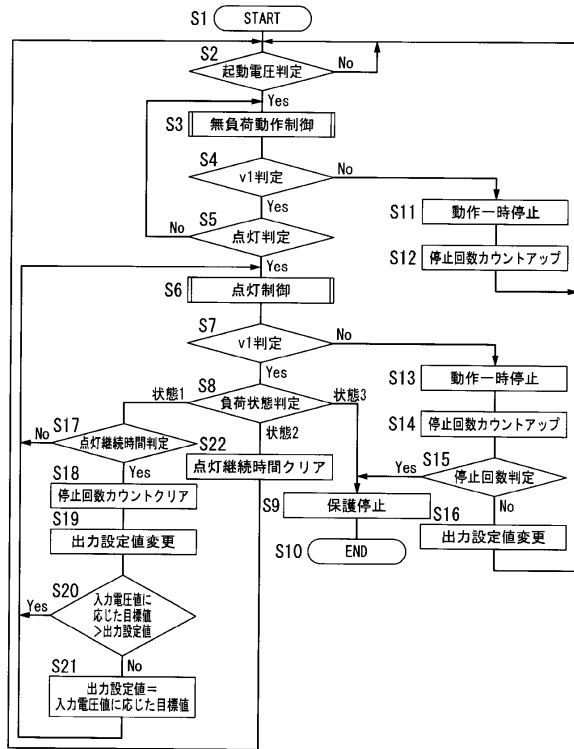 S1 START
S2 起動電圧判定 No
Yes
S3 無負荷動作制御
S4 v1判定 No
Yes
S5 点灯判定 No
Yes
S11 動作一時停止
S12 停止回数カウントアップ
S6 点灯制御
S7 v1判定 No
Yes
S8 負荷状態判定
状態1
状態2
状態3
S13 動作一時停止
S14 停止回数カウントアップ
S15 停止回数判定
Yes
No
S16 出力設定値変更
S17 点灯継続時間判定
No
Yes
S22 点灯継続時間クリア
S18 停止回数カウントクリア
S9 保護停止
S10 END
S19 出力設定値変更
S20 入力電圧値に
応じた目標値
>出力設定値
Yes
No
S21 出力設定値=
入力電圧値に応じた目標値